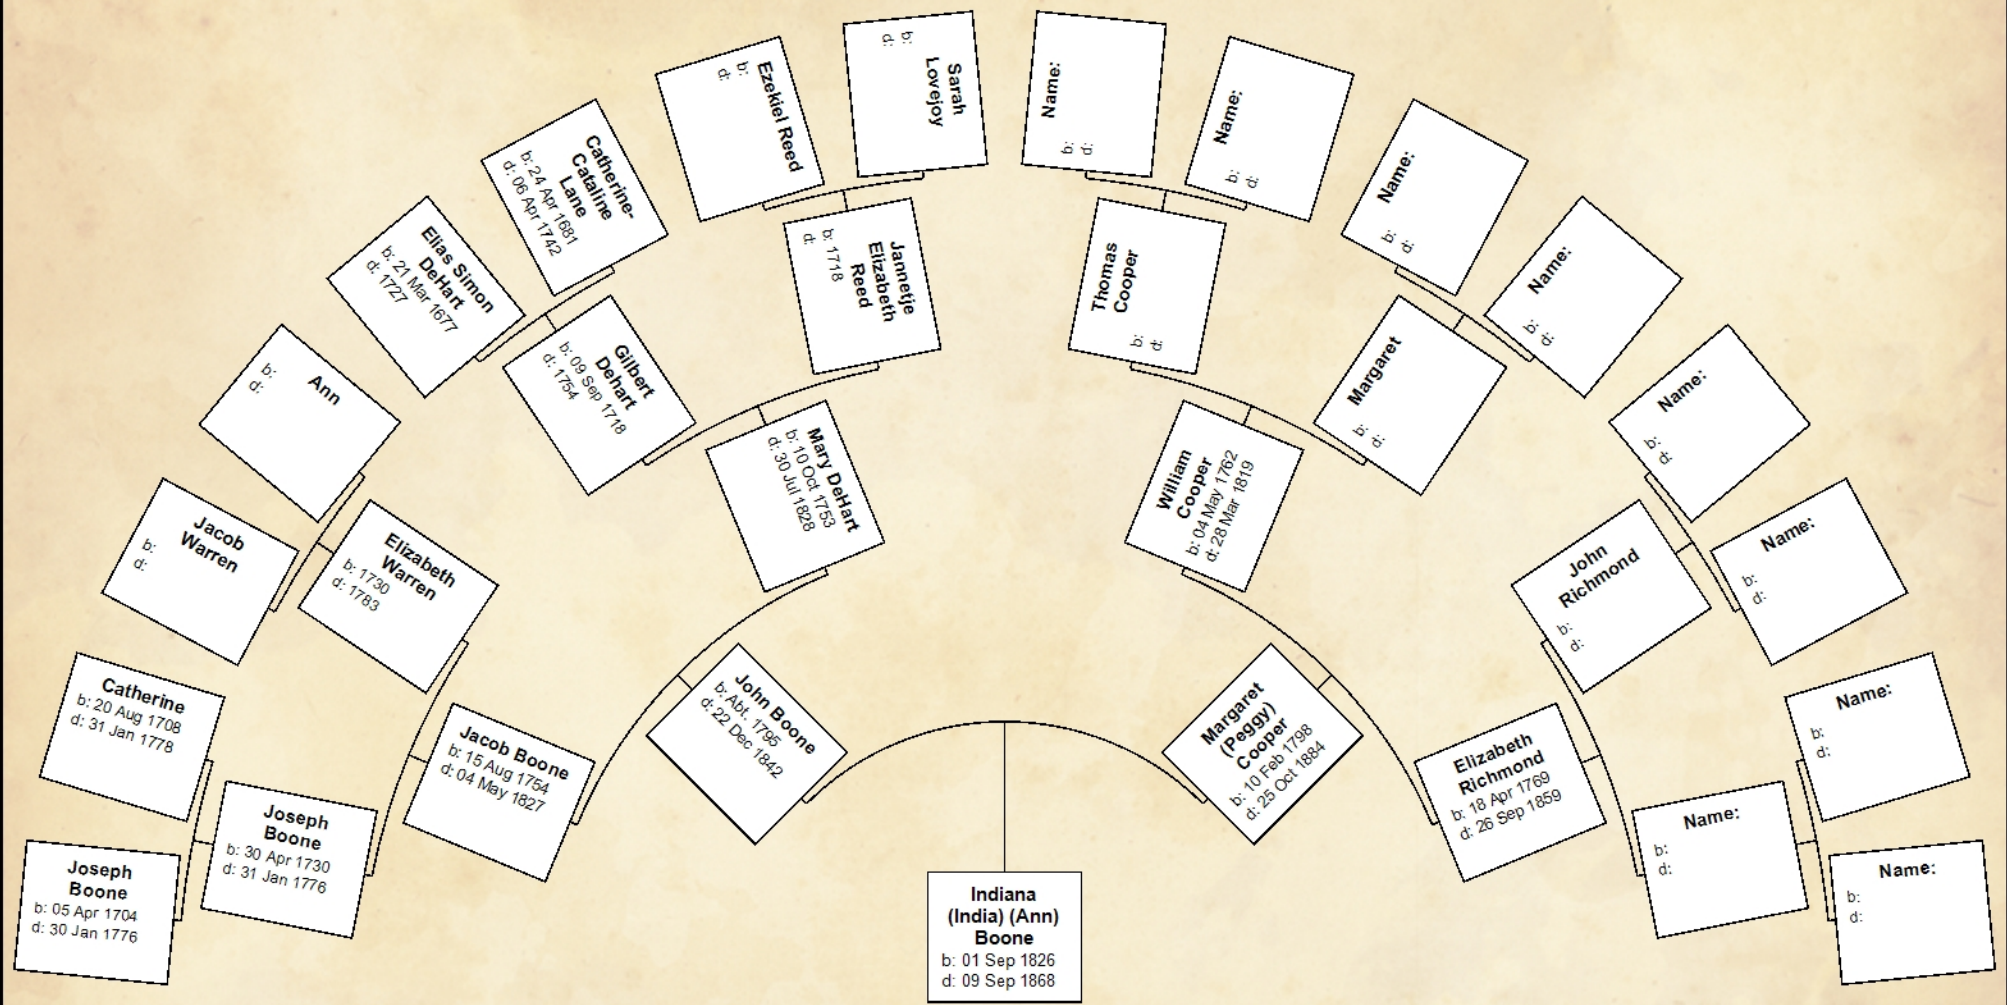 Joseph
Boone
b: 05 Apr 1704
d: 30 Jan 1776
Catherine
b: 20 Aug 1708
d: 31 Jan 1778
Jacob
Warren
b:
d:
Ann
b:
d:
Elias Simon
DeHart
b: 21 Mar 1677
d: 1727
Catherine-
Cataline
Lane
b: 24 Apr 1681
d: 06 Apr 1742
Ezekiel Reed
b:
d:
Sarah
Lovejoy
b:
d:
Name:
b:
d:
Name:
b:
d:
Name:
b:
d:
Name:
b:
d:
Name:
b:
d:
Name:
b:
d:
Name:
b:
d:
Name:
b:
d:
Joseph
Boone
b: 30 Apr 1730
d: 31 Jan 1776
Elizabeth
Warren
b: 1730
d: 1783
Gilbert
Dehart
b: 09 Sep 1718
d: 1754
Jannetje
Elizabeth
Reed
b: 1718
d:
Thomas
Cooper
b:
d:
Margaret
b:
d:
John
Richmond
b:
d:
Name:
b:
d:
Jacob Boone
b: 15 Aug 1754
d: 04 May 1827
Mary DeHart
b: 10 Oct 1753
d: 30 Jul 1828
William
Cooper
b: 04 May 1762
d: 28 Mar 1819
Elizabeth
Richmond
b: 18 Apr 1769
d: 26 Sep 1859
John Boone
b: Abt. 1795
d: 22 Dec 1842
Margaret
(Peggy)
Cooper
b: 10 Feb 1798
d: 25 Oct 1884
Indiana
(India) (Ann)
Boone
b: 01 Sep 1826
d: 09 Sep 1868